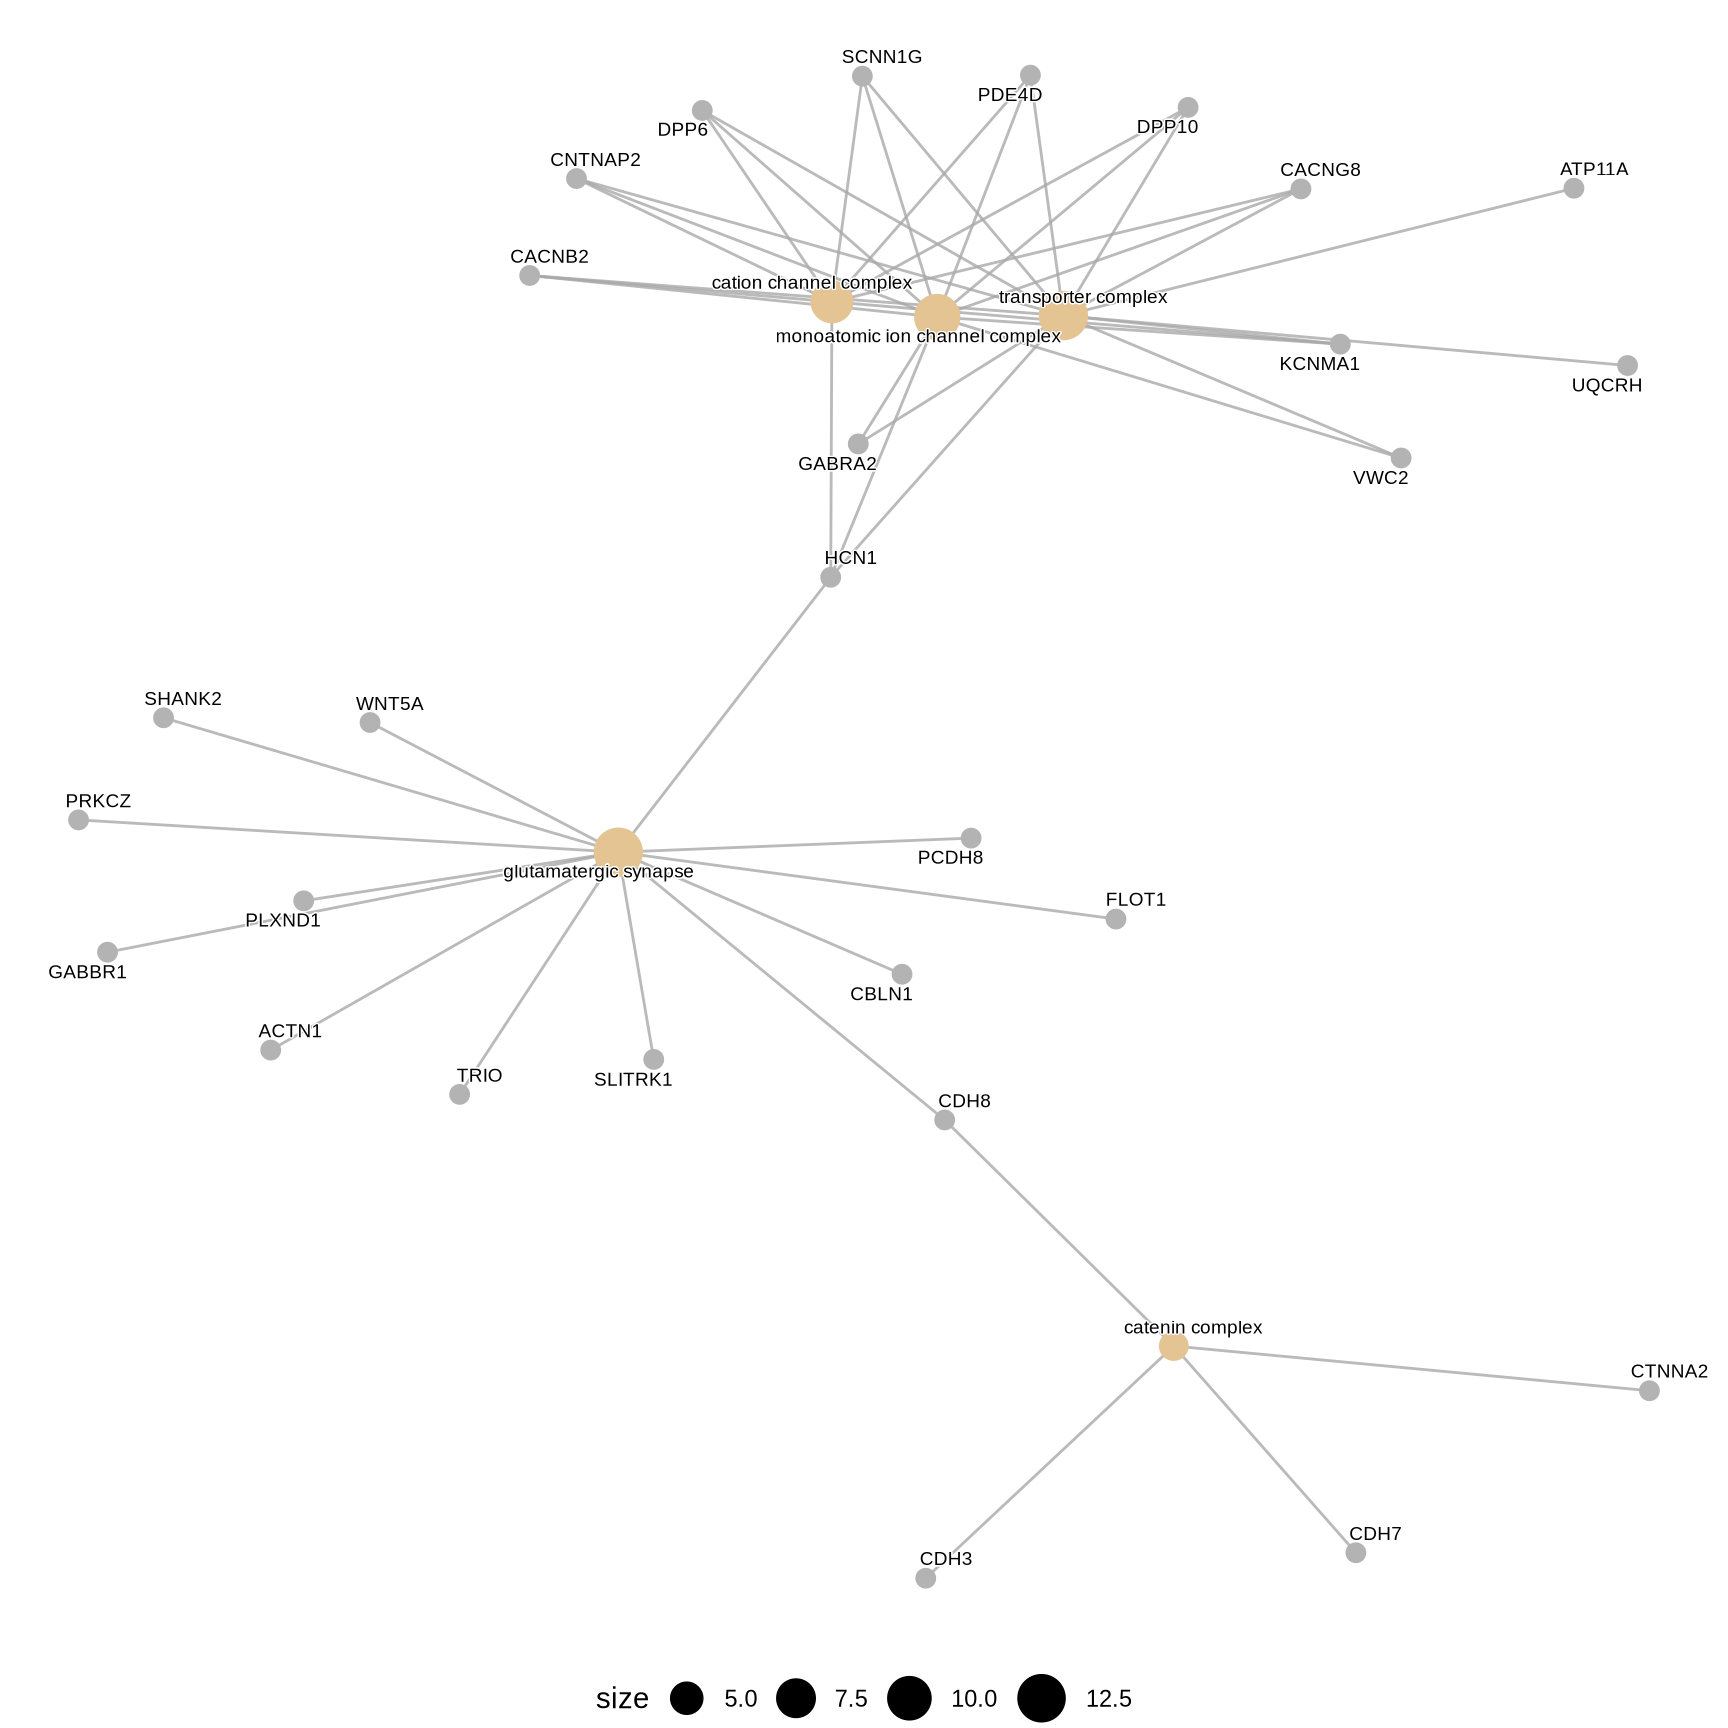 SCNN1G
PDE4D
DPP6
DPP10
CNTNAP2
CACNG8
ATP11A
CACNB2
cation channel complex
transporter complex
monoatomic ion channel complex
KCNMA1
UQCRH
GABRA2
VWC2
HCN1
SHANK2
WNT5A
PRKCZ
PCDH8
glutamatergic synapse
FLOT1
PLXND1
GABBR1
CBLN1
ACTN1
TRIO
SLITRK1
CDH8
catenin complex
CTNNA2
CDH7
CDH3
size 5.0 7.5 10.0 12.5